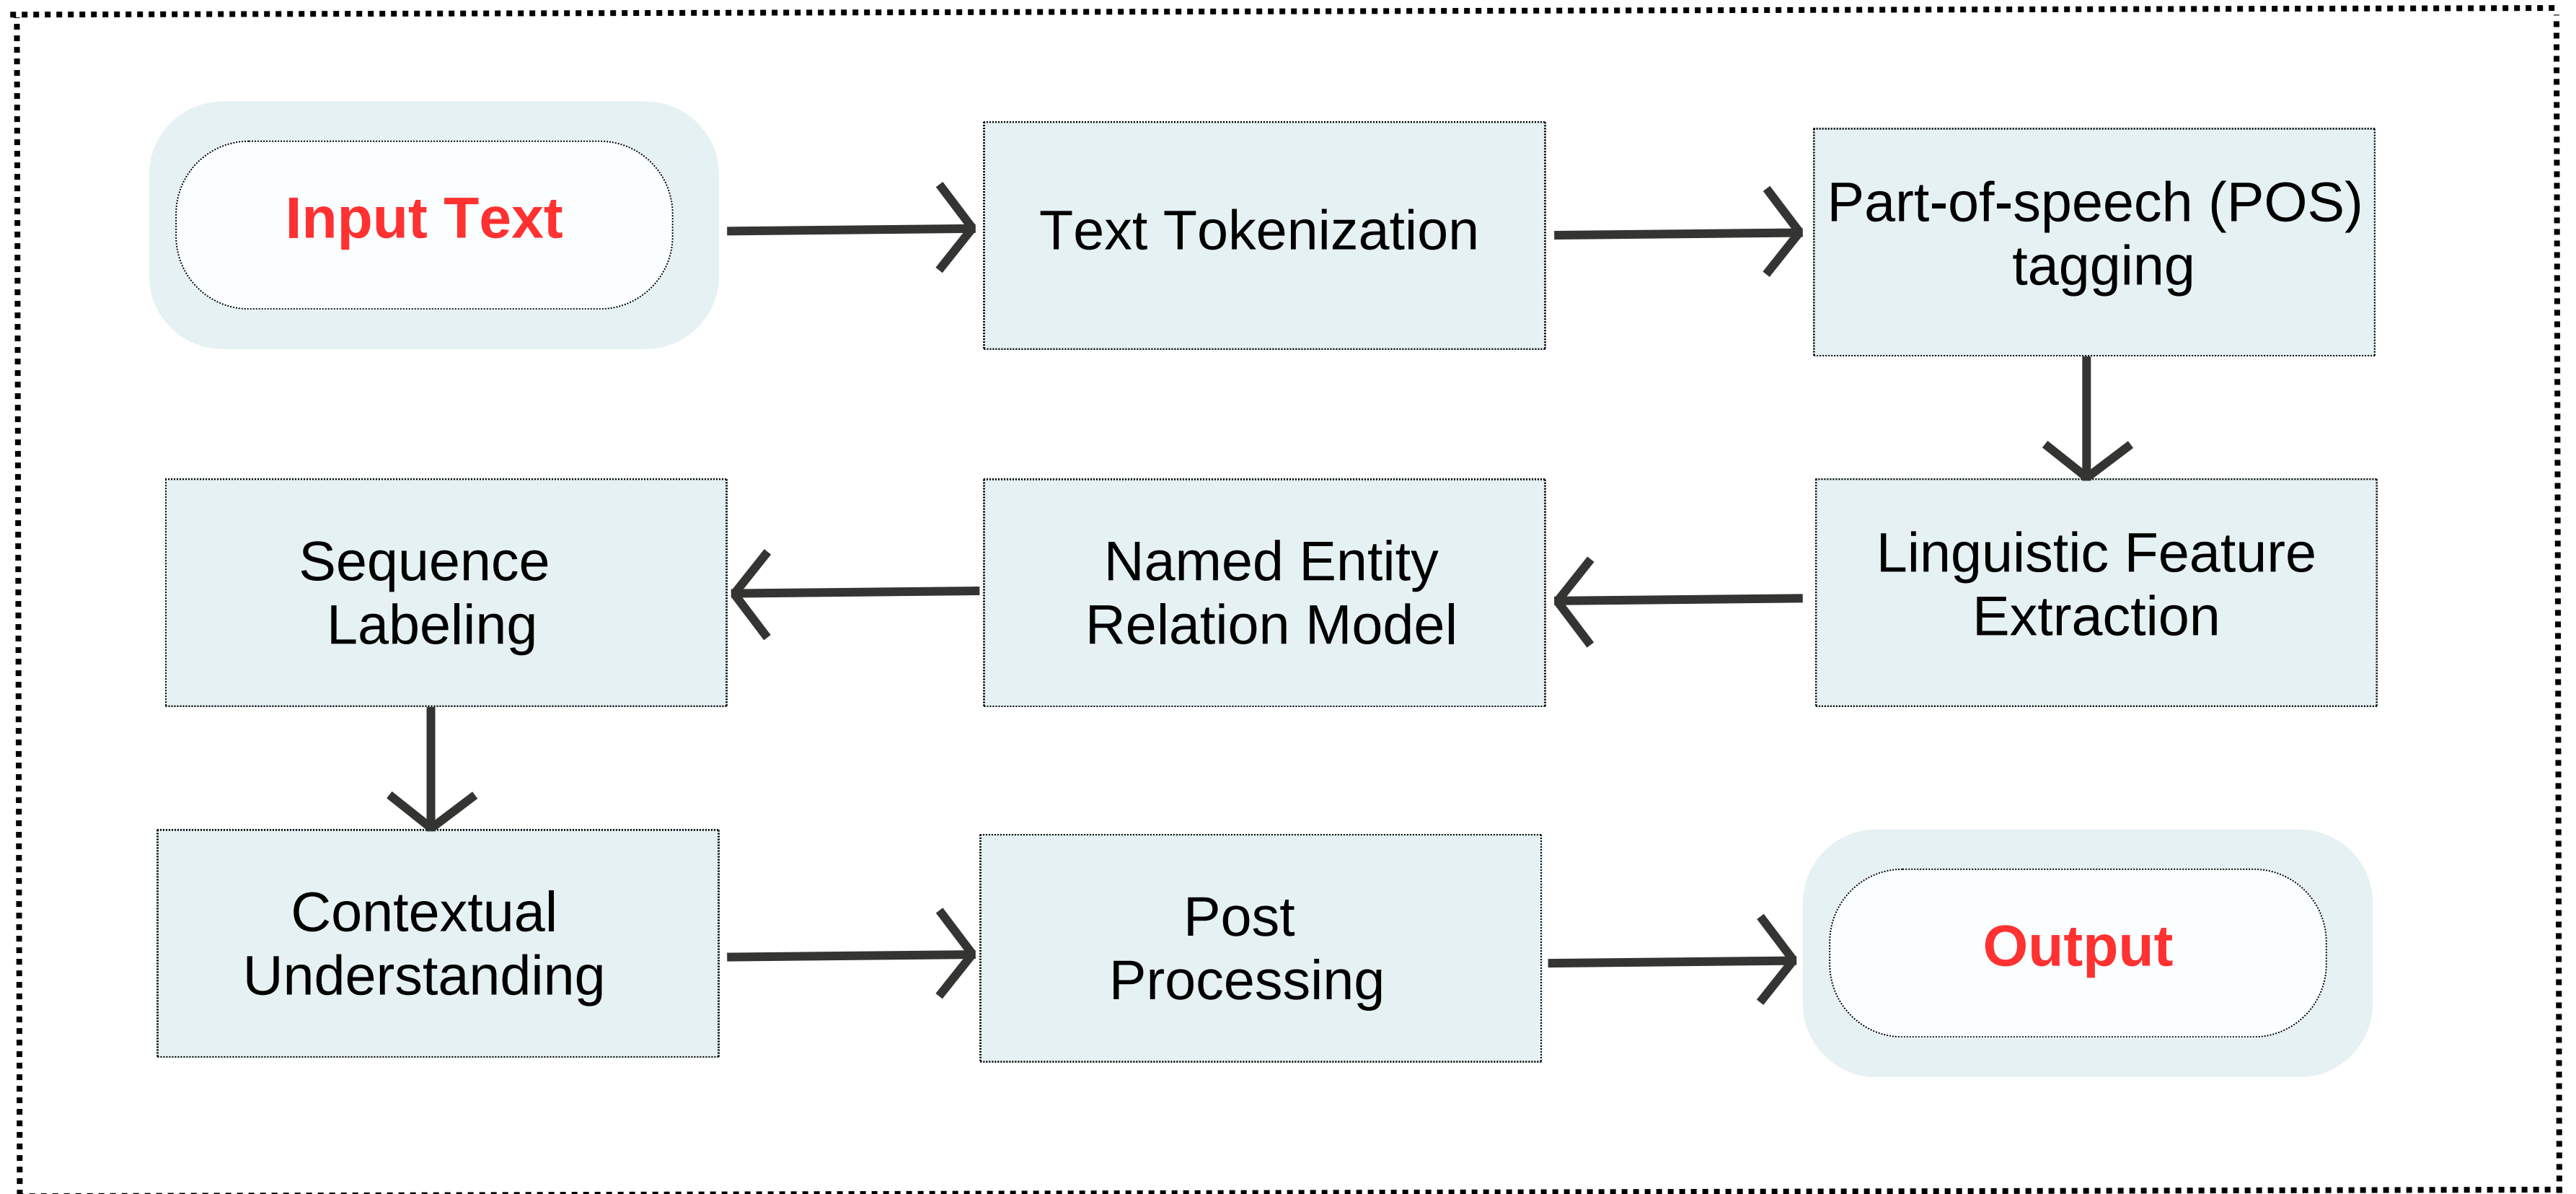 Input Text
Text Tokenization
Part-of-speech (POS)
tagging
Linguistic Feature
Extraction
Named Entity
Relation Model
Sequence
Labeling
Contextual
Understanding
Post
Processing
Output